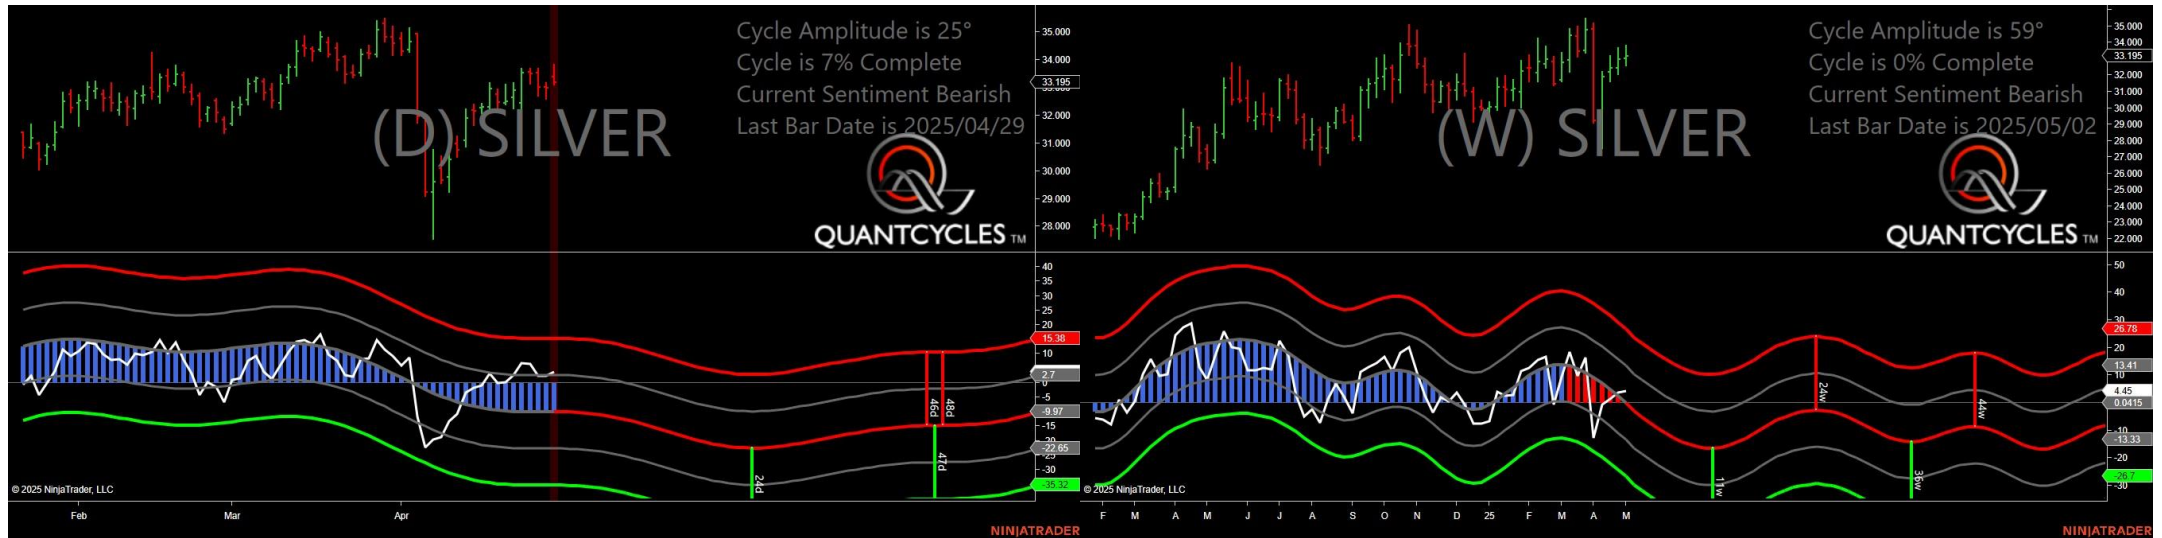 Cycle Amplitude is 25°
Cycle is 7% Complete
Current Sentiment Bearish
Last Bar Date is 2025/04/29
(D) SILVER
QUANTCYCLES TM
35.000
34.000
33.195
32.000
31.000
30.000
29.000
28.000
40
35
30
25
20
15.38
10
2.7
0
-5
-9.97
-15
-22.65
-30
-35.32
24d
46d
48d
47d
© 2025 NinjaTrader, LLC
Feb Mar Apr
NINJATRADER
Cycle Amplitude is 59°
Cycle is 0% Complete
Current Sentiment Bearish
Last Bar Date is 2025/05/02
(W) SILVER
QUANTCYCLES TM
35.000
34.000
33.195
32.000
31.000
30.000
29.000
28.000
27.000
26.000
25.000
24.000
23.000
22.000
50
40
30
26.78
20
13.41
10
4.45
0.0415
-10
-13.33
-20
-26.7
-30
11w
24w
36w
44w
© 2025 NinjaTrader, LLC
F M A M J J A S O N D 25 F M A M
NINJATRADER